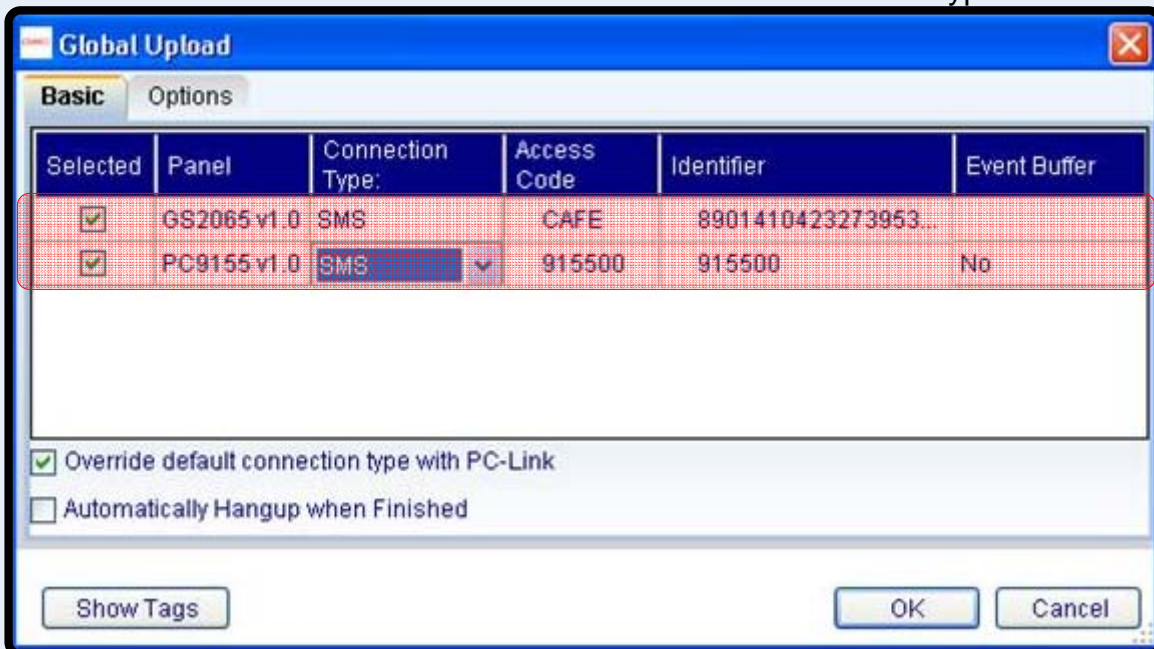 Global Upload
Basic Options
Selected Panel Connection Type: Access Code Identifier Event Buffer
GS2065 v1.0 SMS CAFE 8901410423273953...
PC9155 v1.0 SMS 915500 915500 No
Override default connection type with PC-Link
Automatically Hangup when Finished
Show Tags OK Cancel